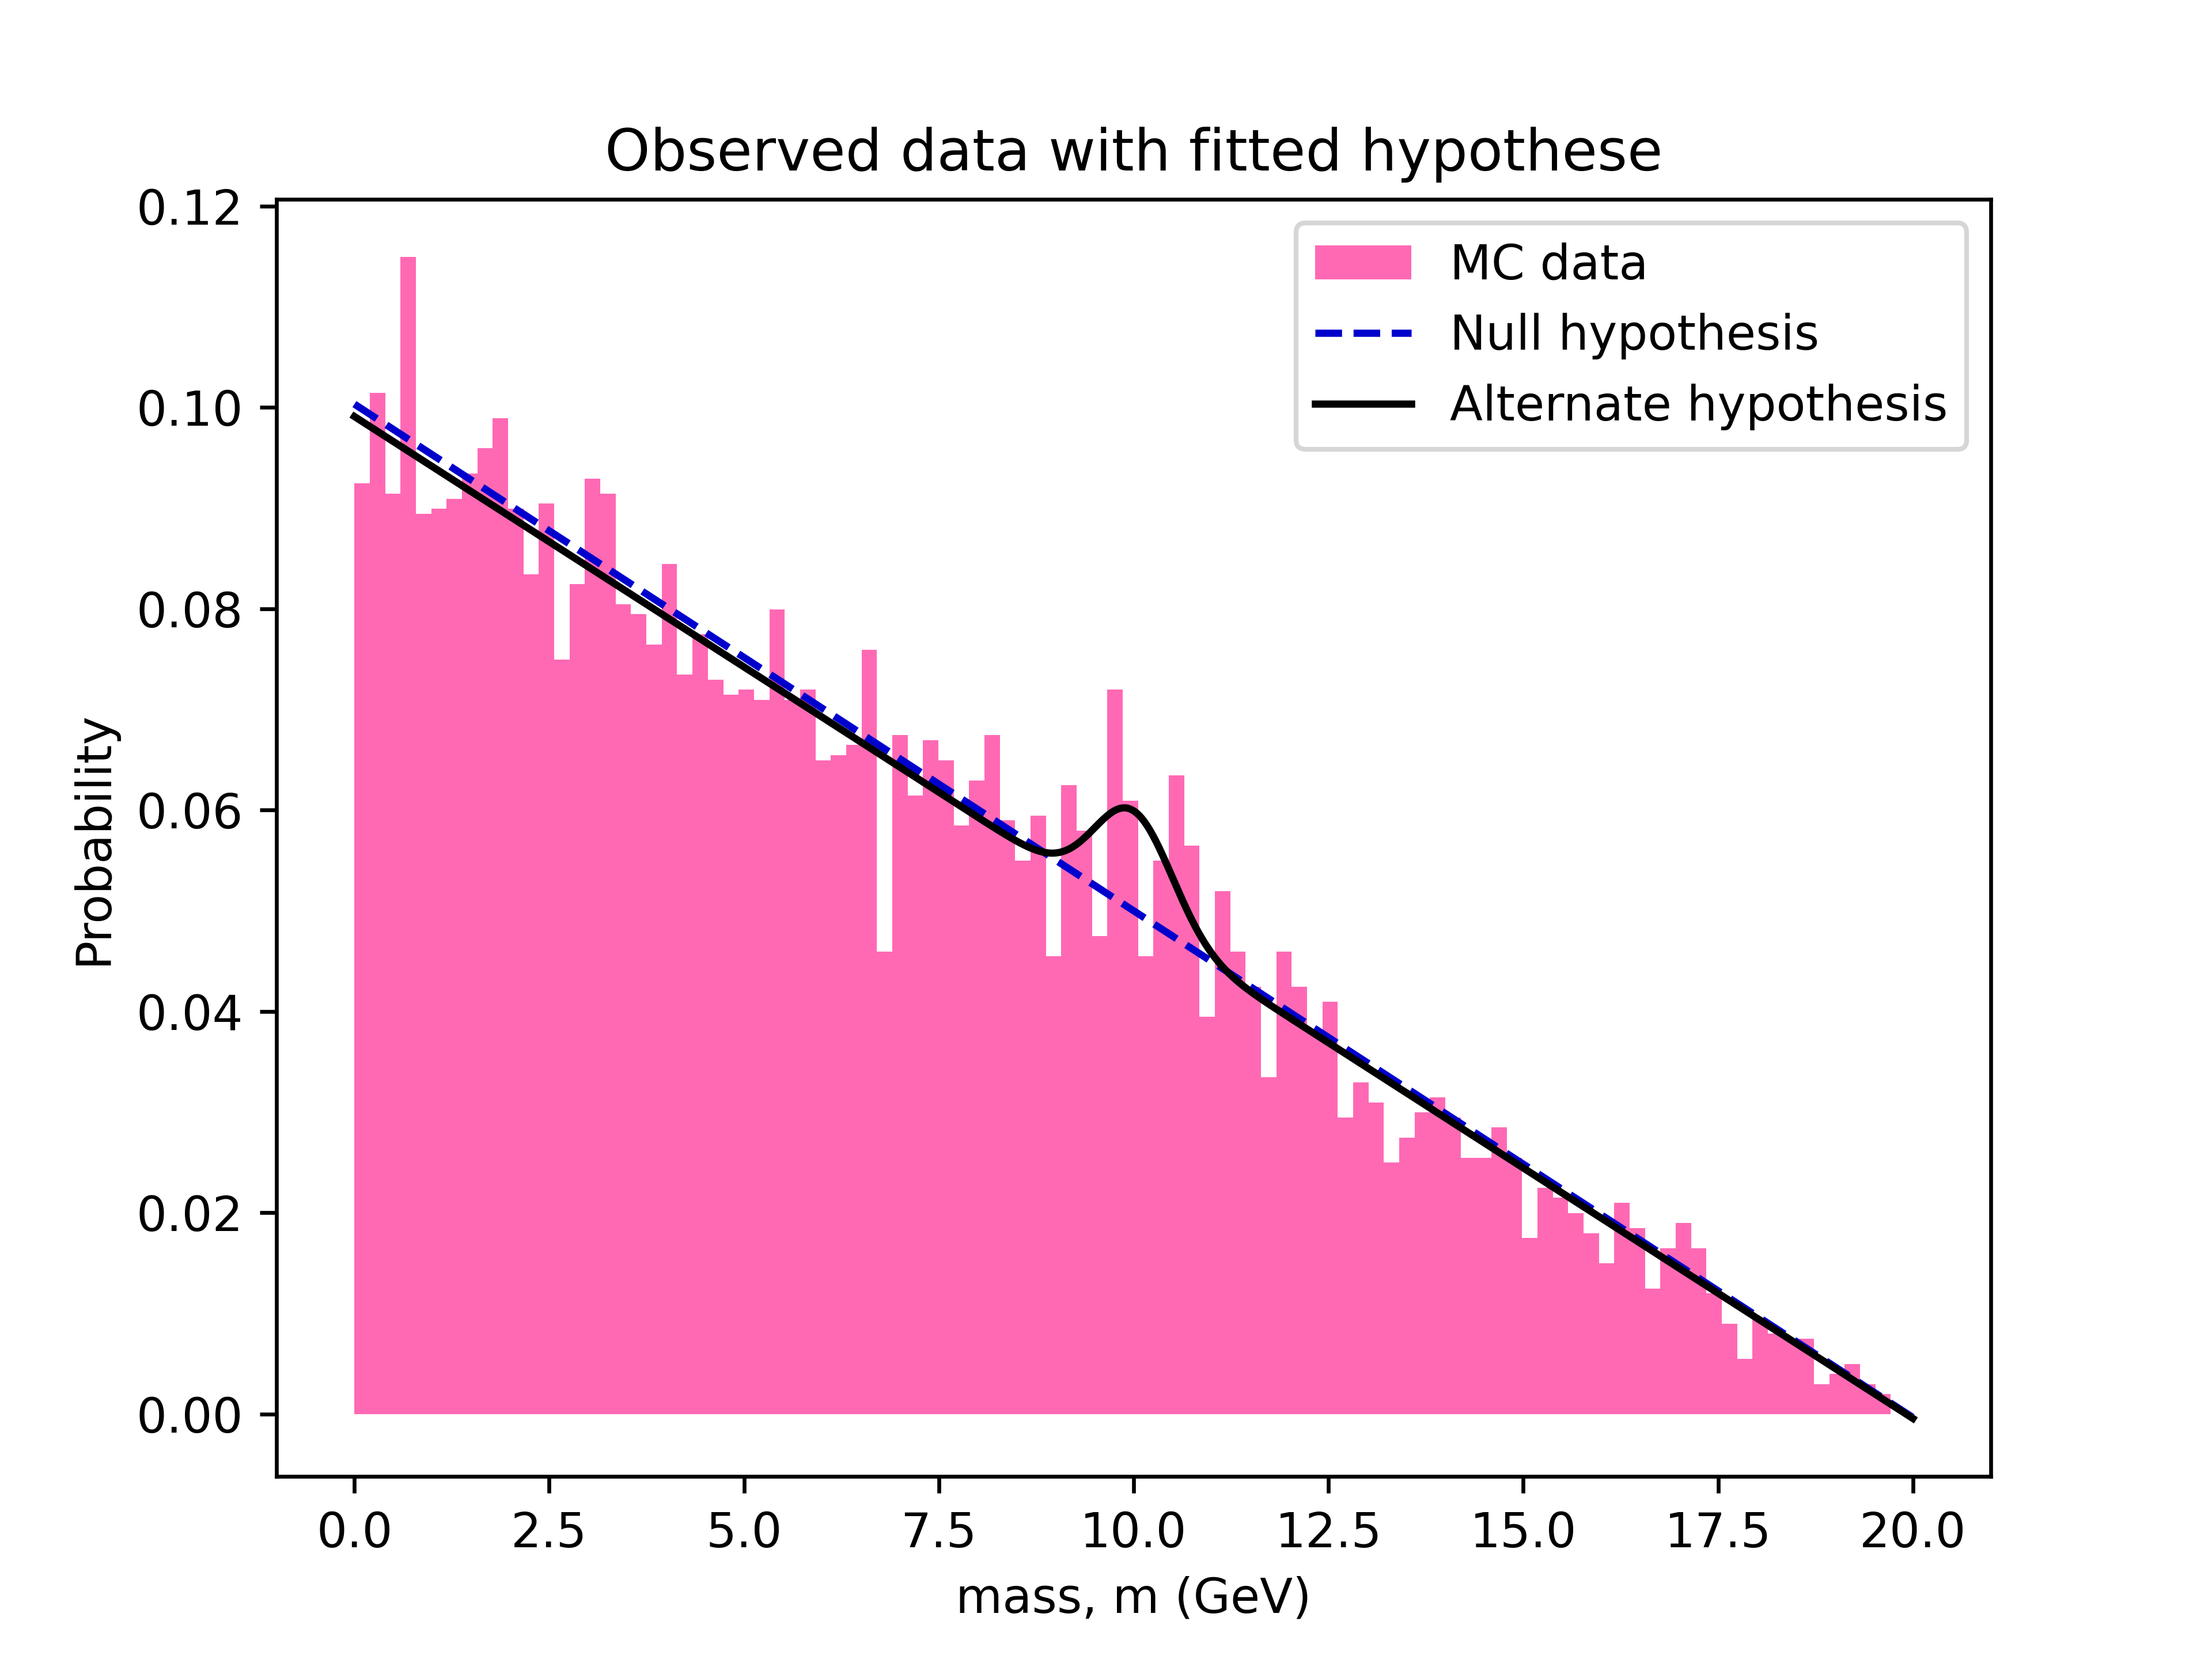 Observed data with fitted hypothese
MC data
Null hypothesis
Alternate hypothesis
Probability
0.12
0.10
0.08
0.06
0.04
0.02
0.00
0.0 2.5 5.0 7.5 10.0 12.5 15.0 17.5 20.0
mass, m (GeV)